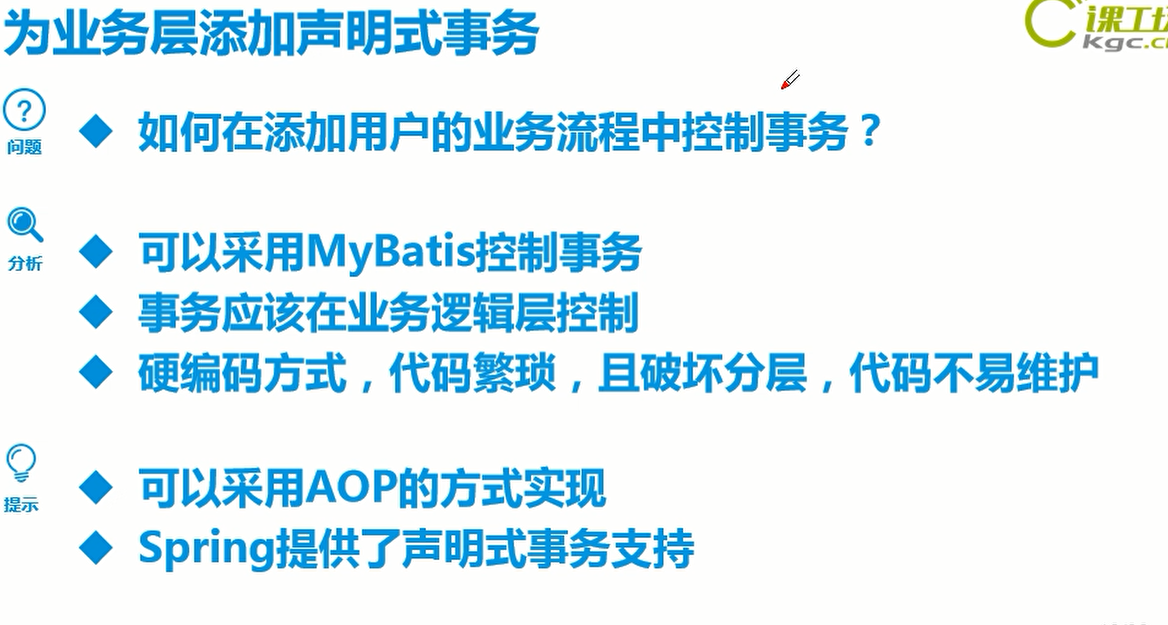 为业务层添加声明式事务
课工场
kgc.c
问题
如何在添加用户的业务流程中控制事务？
分析
可以采用MyBatis控制事务
事务应该在业务逻辑层控制
硬编码方式，代码繁琐，且破坏分层，代码不易维护
提示
可以采用AOP的方式实现
Spring提供了声明式事务支持